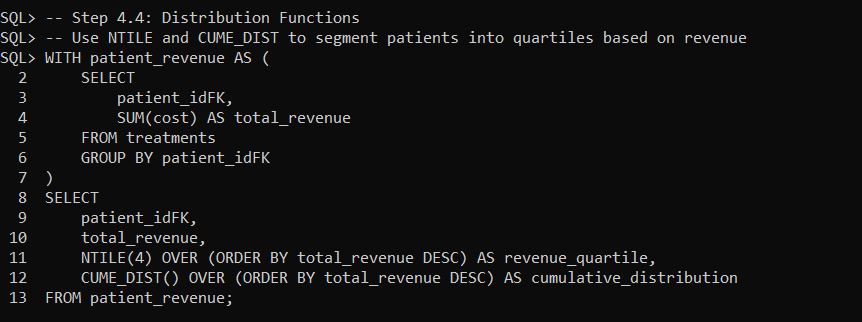 SQL> -- Step 4.4: Distribution Functions
SQL> -- Use NTILE and CUME_DIST to segment patients into quartiles based on revenue
SQL> WITH patient_revenue AS (
  2      SELECT
  3          patient_idFK,
  4          SUM(cost) AS total_revenue
  5      FROM treatments
  6      GROUP BY patient_idFK
  7  )
  8  SELECT
  9      patient_idFK,
 10      total_revenue,
 11      NTILE(4) OVER (ORDER BY total_revenue DESC) AS revenue_quartile,
 12      CUME_DIST() OVER (ORDER BY total_revenue DESC) AS cumulative_distribution
 13  FROM patient_revenue;